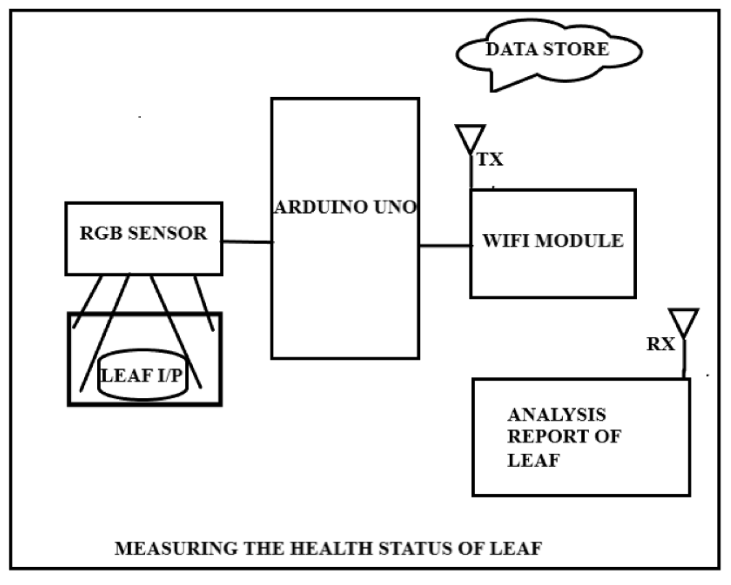 DATA STORE
TX
ARDUINO UNO
RGB SENSOR
WIFI MODULE
RX
LEAF I/P
ANALYSIS
REPORT OF
LEAF
MEASURING THE HEALTH STATUS OF LEAF